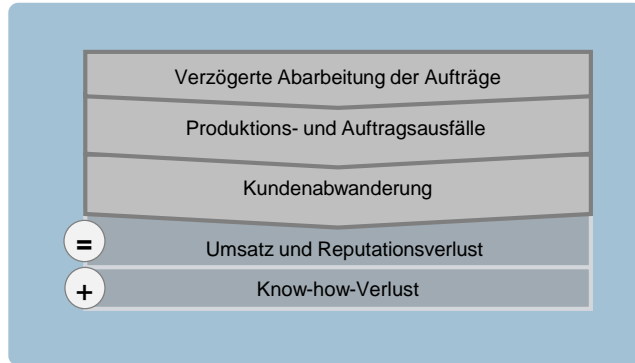 Verzögerte Abarbeitung der Aufträge
Produktions- und Auftragsausfälle
Kundenabwanderung
= Umsatz und Reputationsverlust
+ Know-how-Verlust